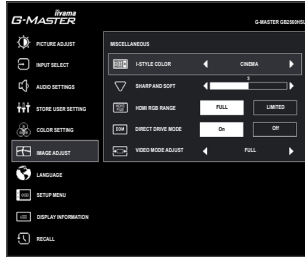 iiyama
G-MASTER
G-MASTER GB2560HSU
PICTURE ADJUST
INPUT SELECT
AUDIO SETTINGS
STORE USER SETTING
COLOR SETTING
IMAGE ADJUST
LANGUAGE
SETUP MENU
DISPLAY INFORMATION
RECALL
MISCELLANEOUS
I-STYLE COLOR CINEMA
3
SHARP AND SOFT
HDMI RGB RANGE FULL LIMITED
DDM DIRECT DRIVE MODE On Off
VIDEO MODE ADJUST FULL